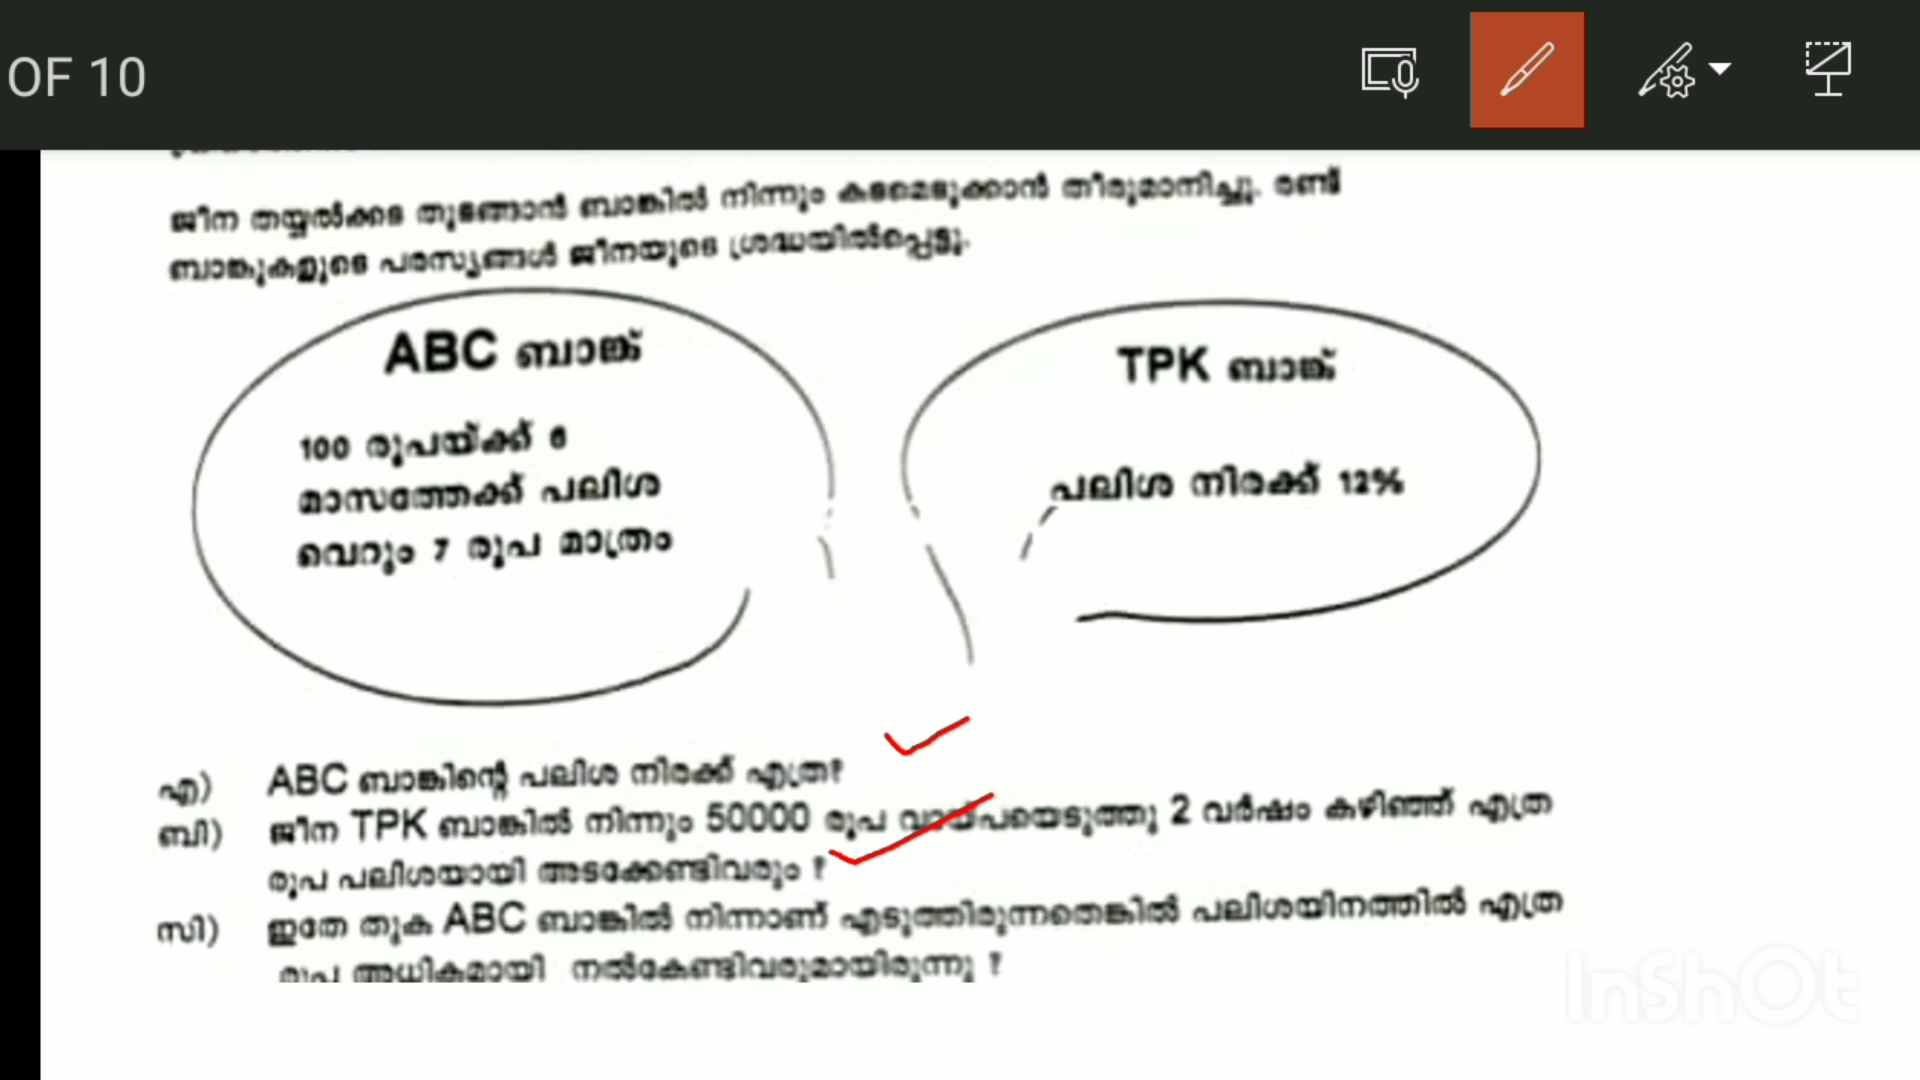 OF 10
ജീന തയ്യൽക്കട തുടങ്ങാൻ ബാങ്കിൽ നിന്നും കടമെടുക്കാൻ തീരുമാനിച്ചു. രണ്ട്
ബാങ്കുകളുടെ പരസ്യങ്ങൾ ജീനയുടെ ശ്രദ്ധയിൽപ്പെട്ടു.
ABC ബാങ്ക്
100 രൂപയ്ക്ക് 6
മാസത്തേക്ക് പലിശ
വെറും 7 രൂപ മാത്രം
TPK ബാങ്ക്
പലിശ നിരക്ക് 12%
എ) ABC ബാങ്കിന്റെ പലിശ നിരക്ക് എത്ര?
ബി) ജീന TPK ബാങ്കിൽ നിന്നും 50000 രൂപ വായ്പയെടുത്തു 2 വർഷം കഴിഞ്ഞ് എത്ര
രൂപ പലിശയായി അടക്കേണ്ടിവരും ?
സി) ഇതേ തുക ABC ബാങ്കിൽ നിന്നാണ് എടുത്തിരുന്നതെങ്കിൽ പലിശയിനത്തിൽ എത്ര
രൂപ അധികമായി നൽകേണ്ടിവരുമായിരുന്നു ?
InShOt